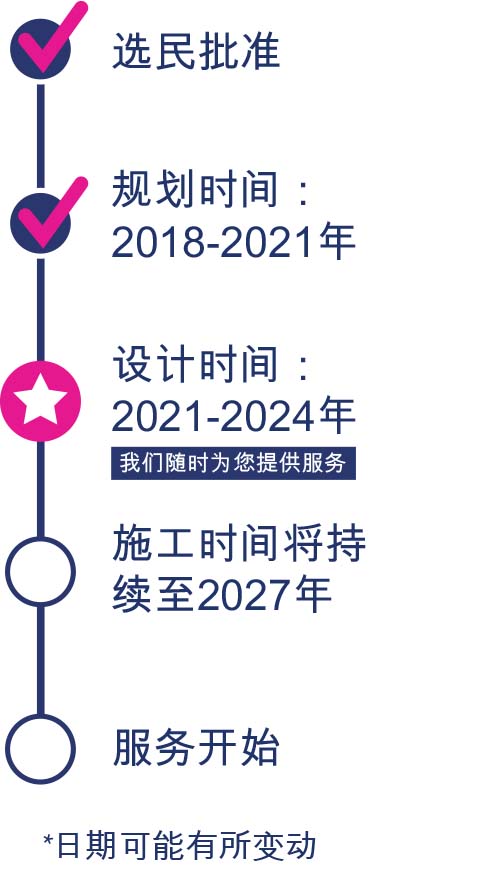 选民批准
规划时间：
2018-2021年
设计时间：
2021-2024年
我们随时为您提供服务
施工时间将持
续至2027年
服务开始
*日期可能有所变动